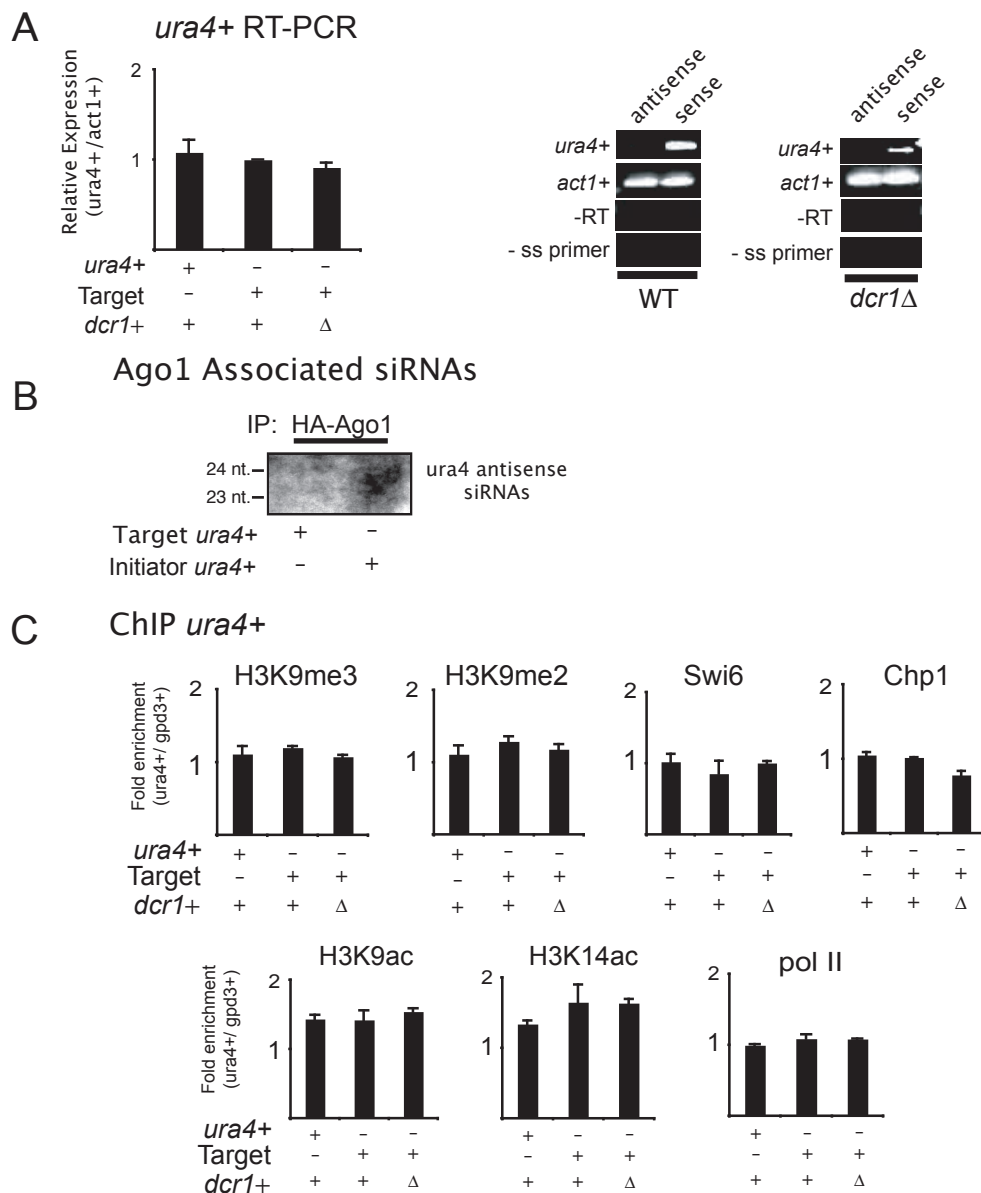 A
ura4+ RT-PCR
Relative Expression
(ura4+/act1+)
2
1
ura4+ + - -
Target - + +
dcr1+ + + Δ
antisense sense
ura4+
act1+
-RT
- ss primer
WT
antisense sense
ura4+
act1+
-RT
- ss primer
dcr1Δ
Ago1 Associated siRNAs
B
IP: HA-Ago1
24 nt.
23 nt.
ura4 antisense
siRNAs
Target ura4+ + -
Initiator ura4+ - +
C
ChIP ura4+
Fold enrichment
(ura4+/ gpd3+)
H3K9me3
2
1
H3K9me2
2
1
Swi6
2
1
Chp1
2
1
ura4+ + - - + - - + - - + - -
Target - + + - + + - + + - + +
dcr1+ + + Δ + + Δ + + Δ + + Δ
Fold enrichment
(ura4+/ gpd3+)
H3K9ac
2
1
H3K14ac
2
1
pol II
2
1
ura4+ + - - + - - + - -
Target - + + - + + - + +
dcr1+ + + Δ + + Δ + + Δ